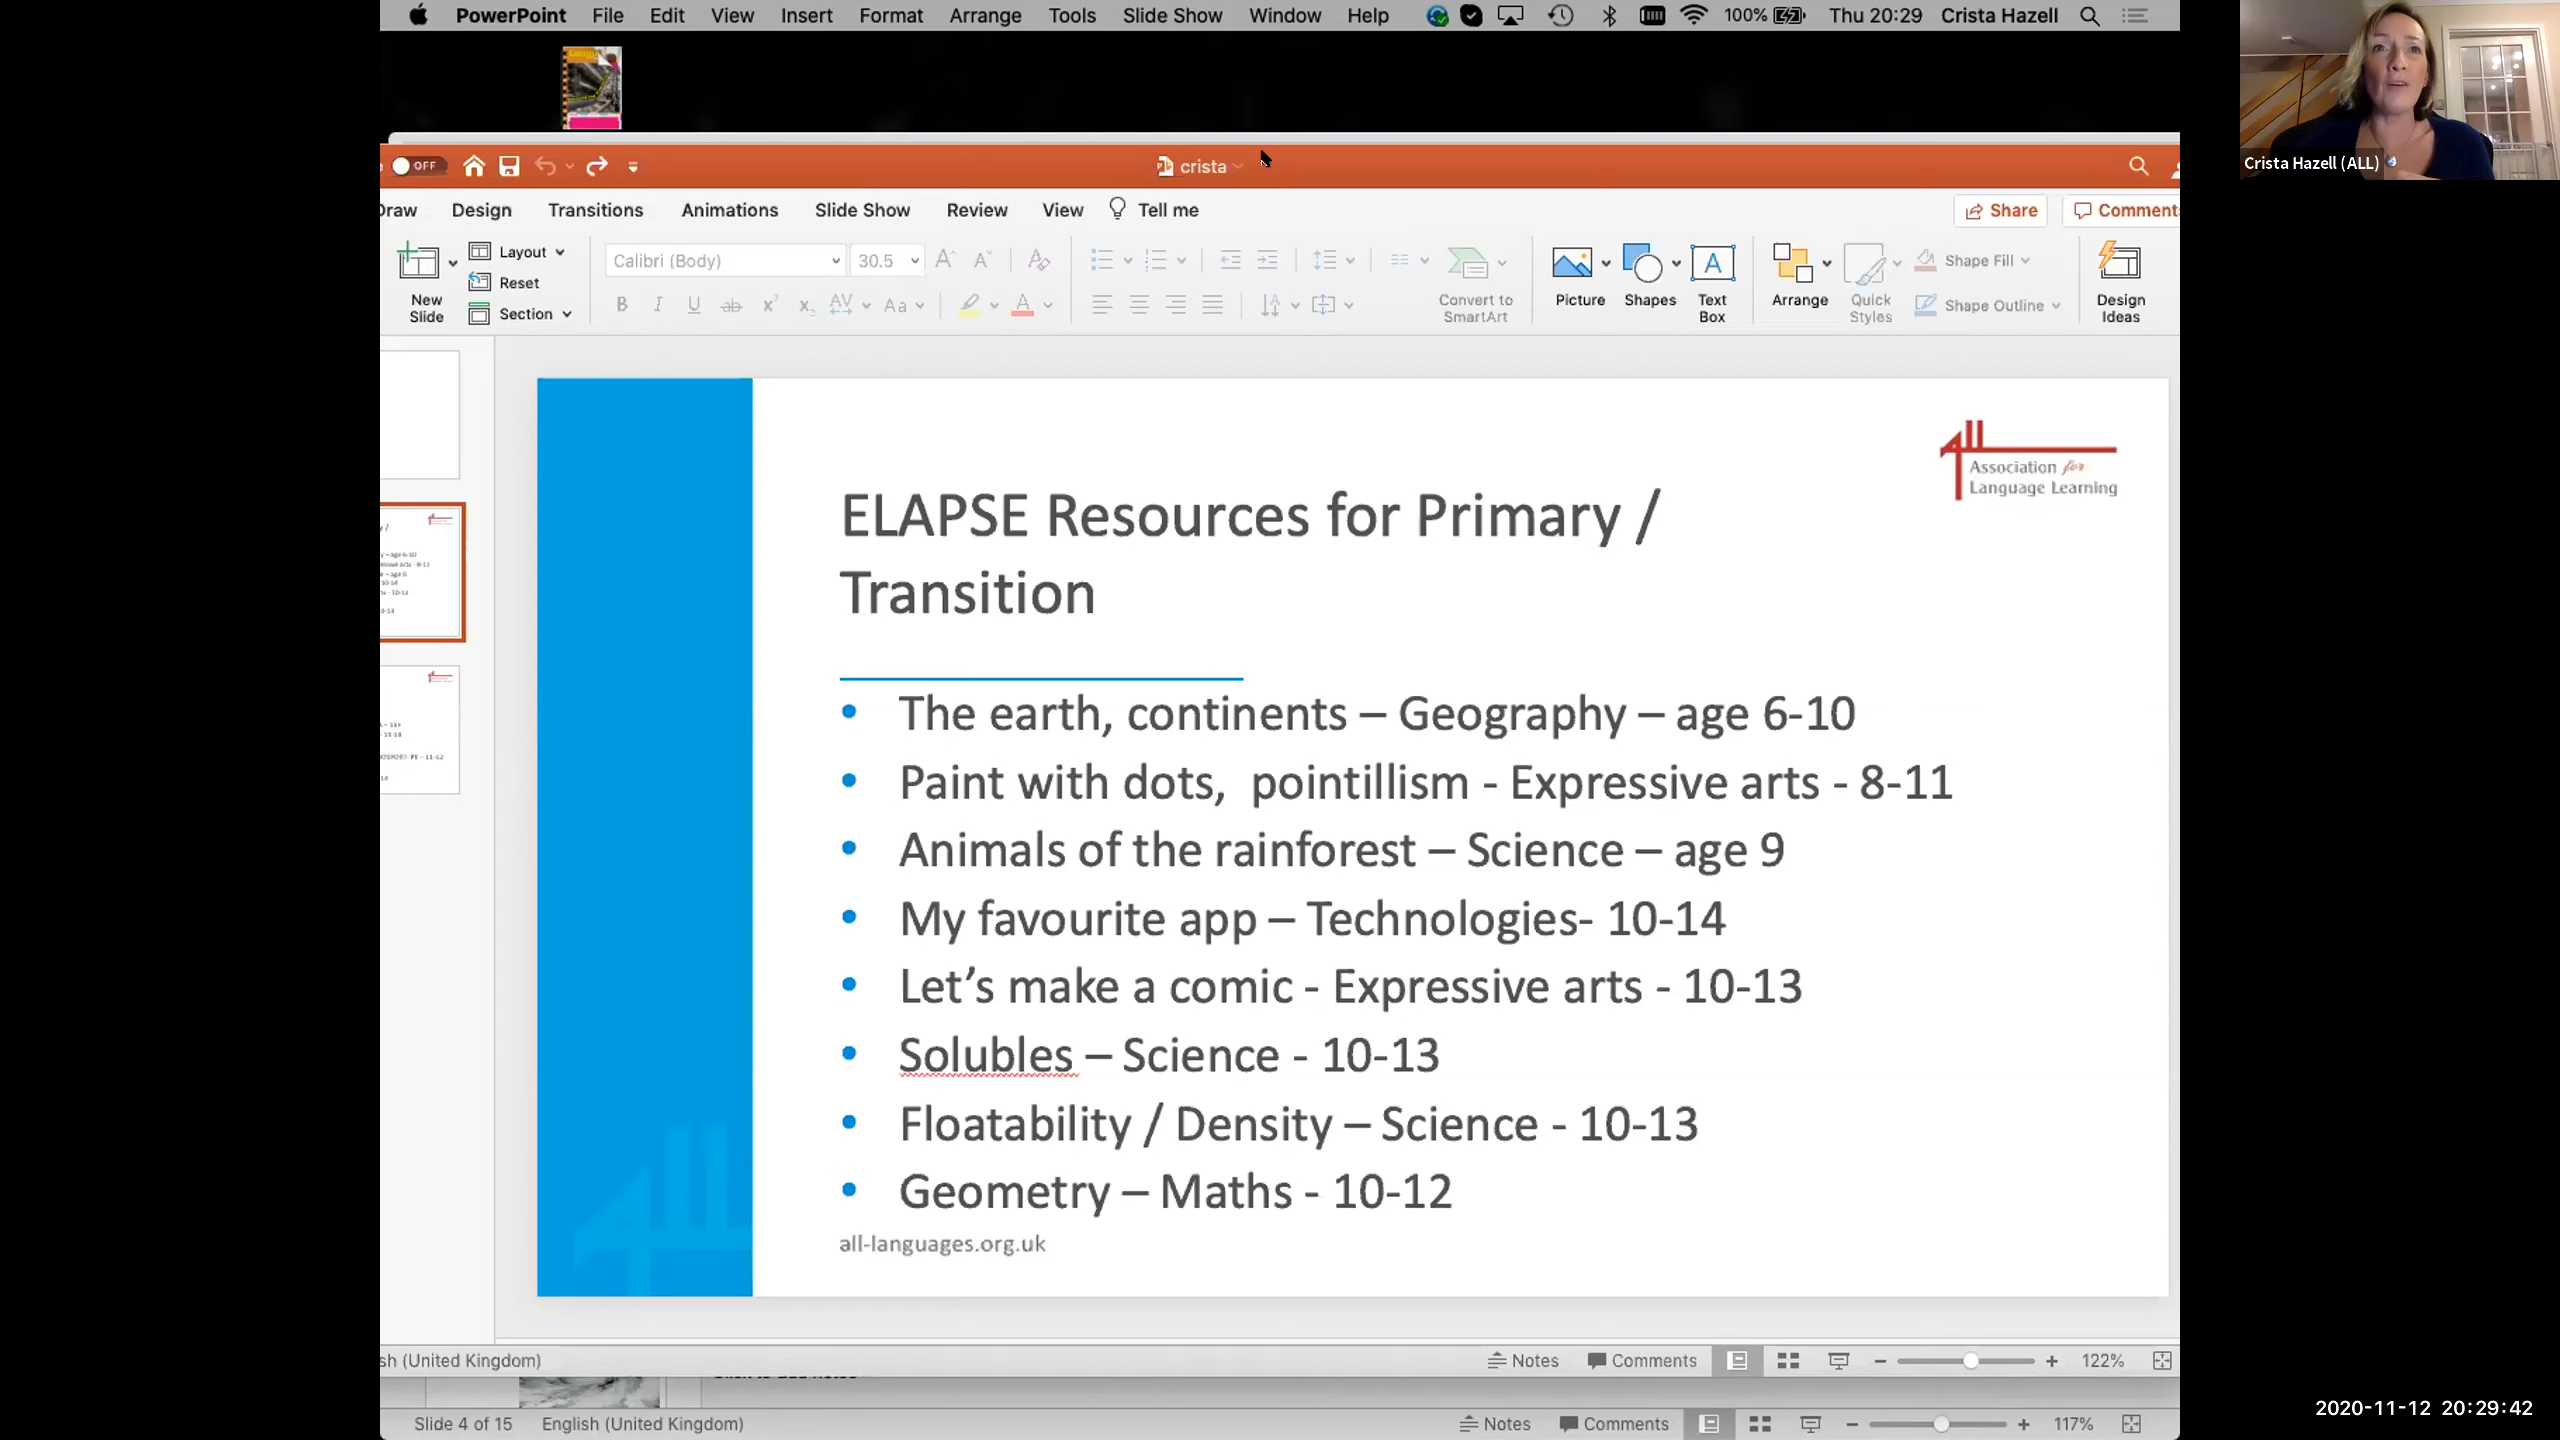 PowerPoint File Edit View Insert Format Arrange Tools Slide Show Window Help 100% Thu 20:29 Crista Hazell
OFF crista
Draw Design Transitions Animations Slide Show Review View Tell me Share Comment
New Slide
Layout
Reset
Section
Calibri (Body) 30.5
Convert to SmartArt
Picture
Shapes
Text Box
Arrange
Quick Styles
Shape Fill
Shape Outline
Design Ideas
Association for
Language Learning
ELAPSE Resources for Primary /
Transition
• The earth, continents – Geography – age 6-10
• Paint with dots,  pointillism - Expressive arts - 8-11
• Animals of the rainforest – Science – age 9
• My favourite app – Technologies- 10-14
• Let’s make a comic - Expressive arts - 10-13
• Solubles – Science - 10-13
• Floatability / Density – Science - 10-13
• Geometry – Maths - 10-12
all-languages.org.uk
sh (United Kingdom) Notes Comments 122%
Slide 4 of 15 English (United Kingdom) Notes Comments 117%
Crista Hazell (ALL)
2020-11-12 20:29:42